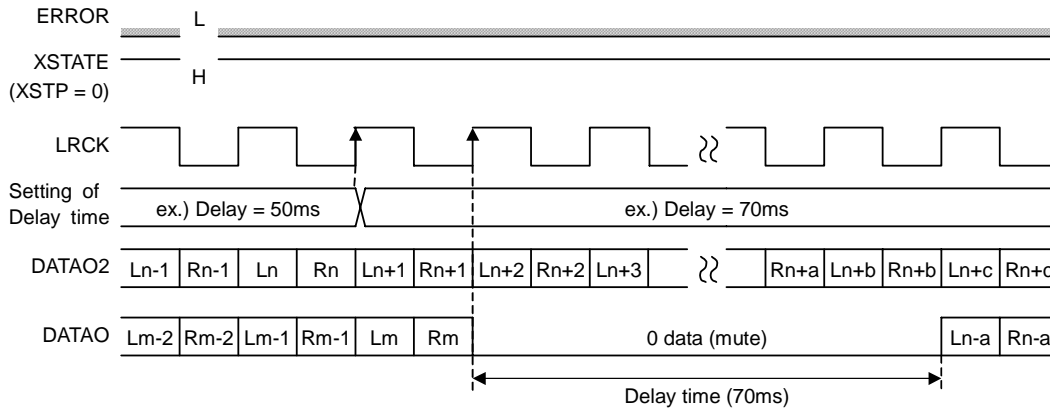 ERROR L
XSTATE
(XSTP = 0) H
LRCK
Setting of
Delay time ex.) Delay = 50ms ex.) Delay = 70ms
DATAO2 Ln-1 Rn-1 Ln Rn Ln+1 Rn+1 Ln+2 Rn+2 Ln+3 Rn+a Ln+b Rn+b Ln+c Rn+c
DATAO Lm-2 Rm-2 Lm-1 Rm-1 Lm Rm 0 data (mute) Ln-a Rn-a
Delay time (70ms)